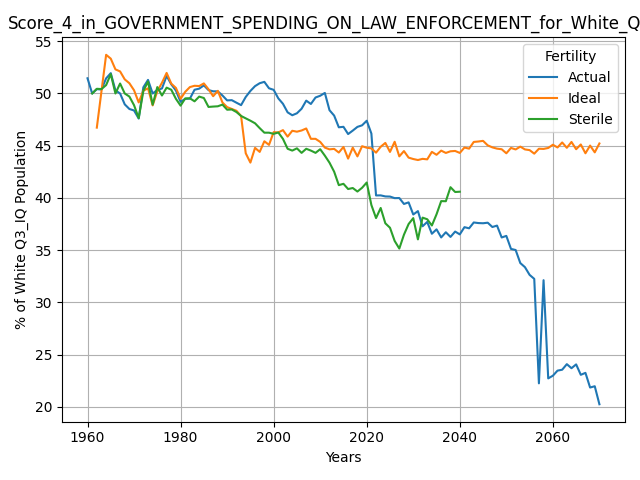 Score_4_in_GOVERNMENT_SPENDING_ON_LAW_ENFORCEMENT_for_White_Q
Fertility
Actual
Ideal
Sterile
% of White Q3_IQ Population
55
50
45
40
35
30
25
20
1960 1980 2000 2020 2040 2060
Years